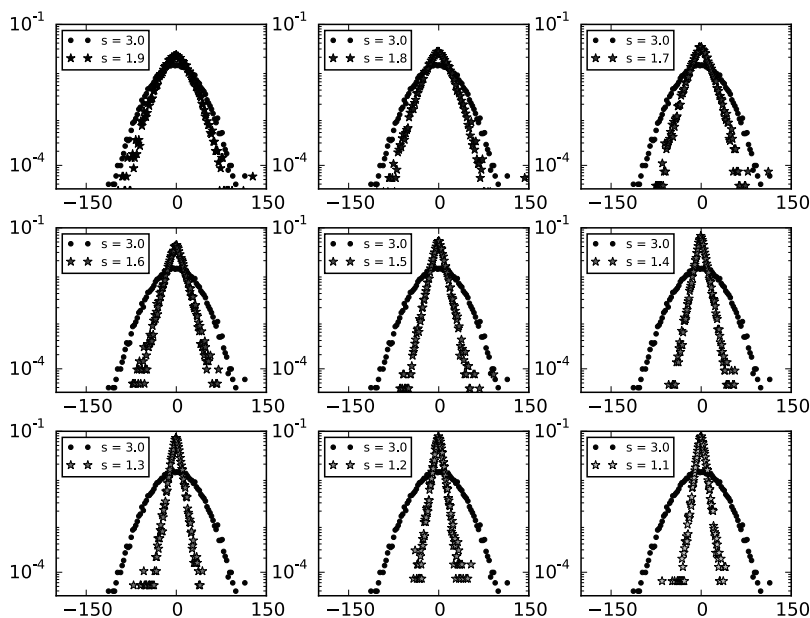 10^-1 10^-1 10^-1
s = 3.0 s = 3.0 s = 3.0
s = 1.9 s = 1.8 s = 1.7
10^-4 10^-4 10^-4
−150 0 150 −150 0 150 −150 0 150
10^-1 10^-1 10^-1
s = 3.0 s = 3.0 s = 3.0
s = 1.6 s = 1.5 s = 1.4
10^-4 10^-4 10^-4
−150 0 150 −150 0 150 −150 0 150
10^-1 10^-1 10^-1
s = 3.0 s = 3.0 s = 3.0
s = 1.3 s = 1.2 s = 1.1
10^-4 10^-4 10^-4
−150 0 150 −150 0 150 −150 0 150